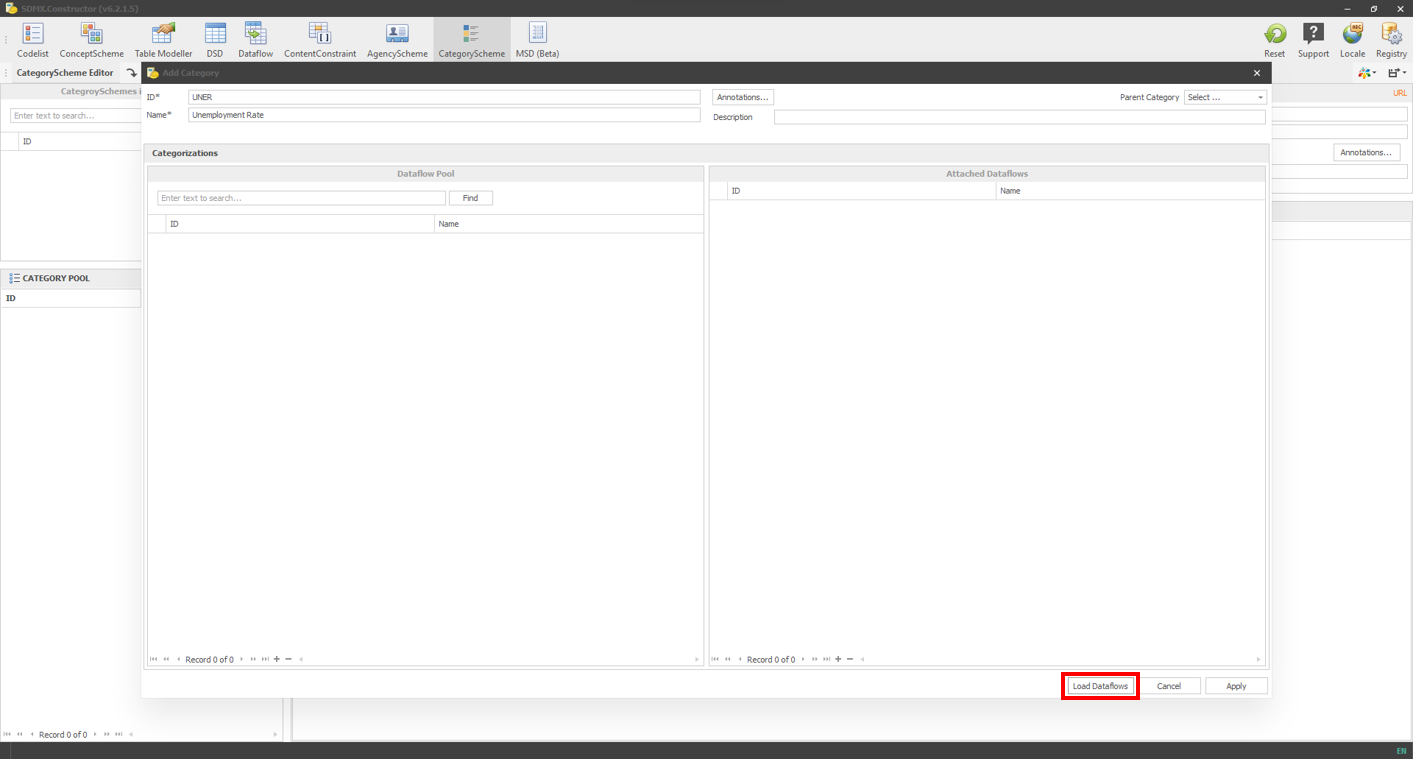 SDMX.Constructor (v6.2.1.5)
Codelist ConceptScheme Table Modeller DSD Dataflow ContentConstraint AgencyScheme CategoryScheme MSD (Beta) Reset Support Locale Registry
CategoryScheme Editor
Add Category
CategroySchemes i
URL
ID* UNER Annotations... Parent Category Select ...
Name* Unemployment Rate Description
Enter text to search...
ID
Annotations...
Categorizations
Dataflow Pool Attached Dataflows
Enter text to search... Find
ID Name
ID Name
CATEGORY POOL
ID
Record 0 of 0 Record 0 of 0
Load Dataflows Cancel Apply
Record 0 of 0
EN